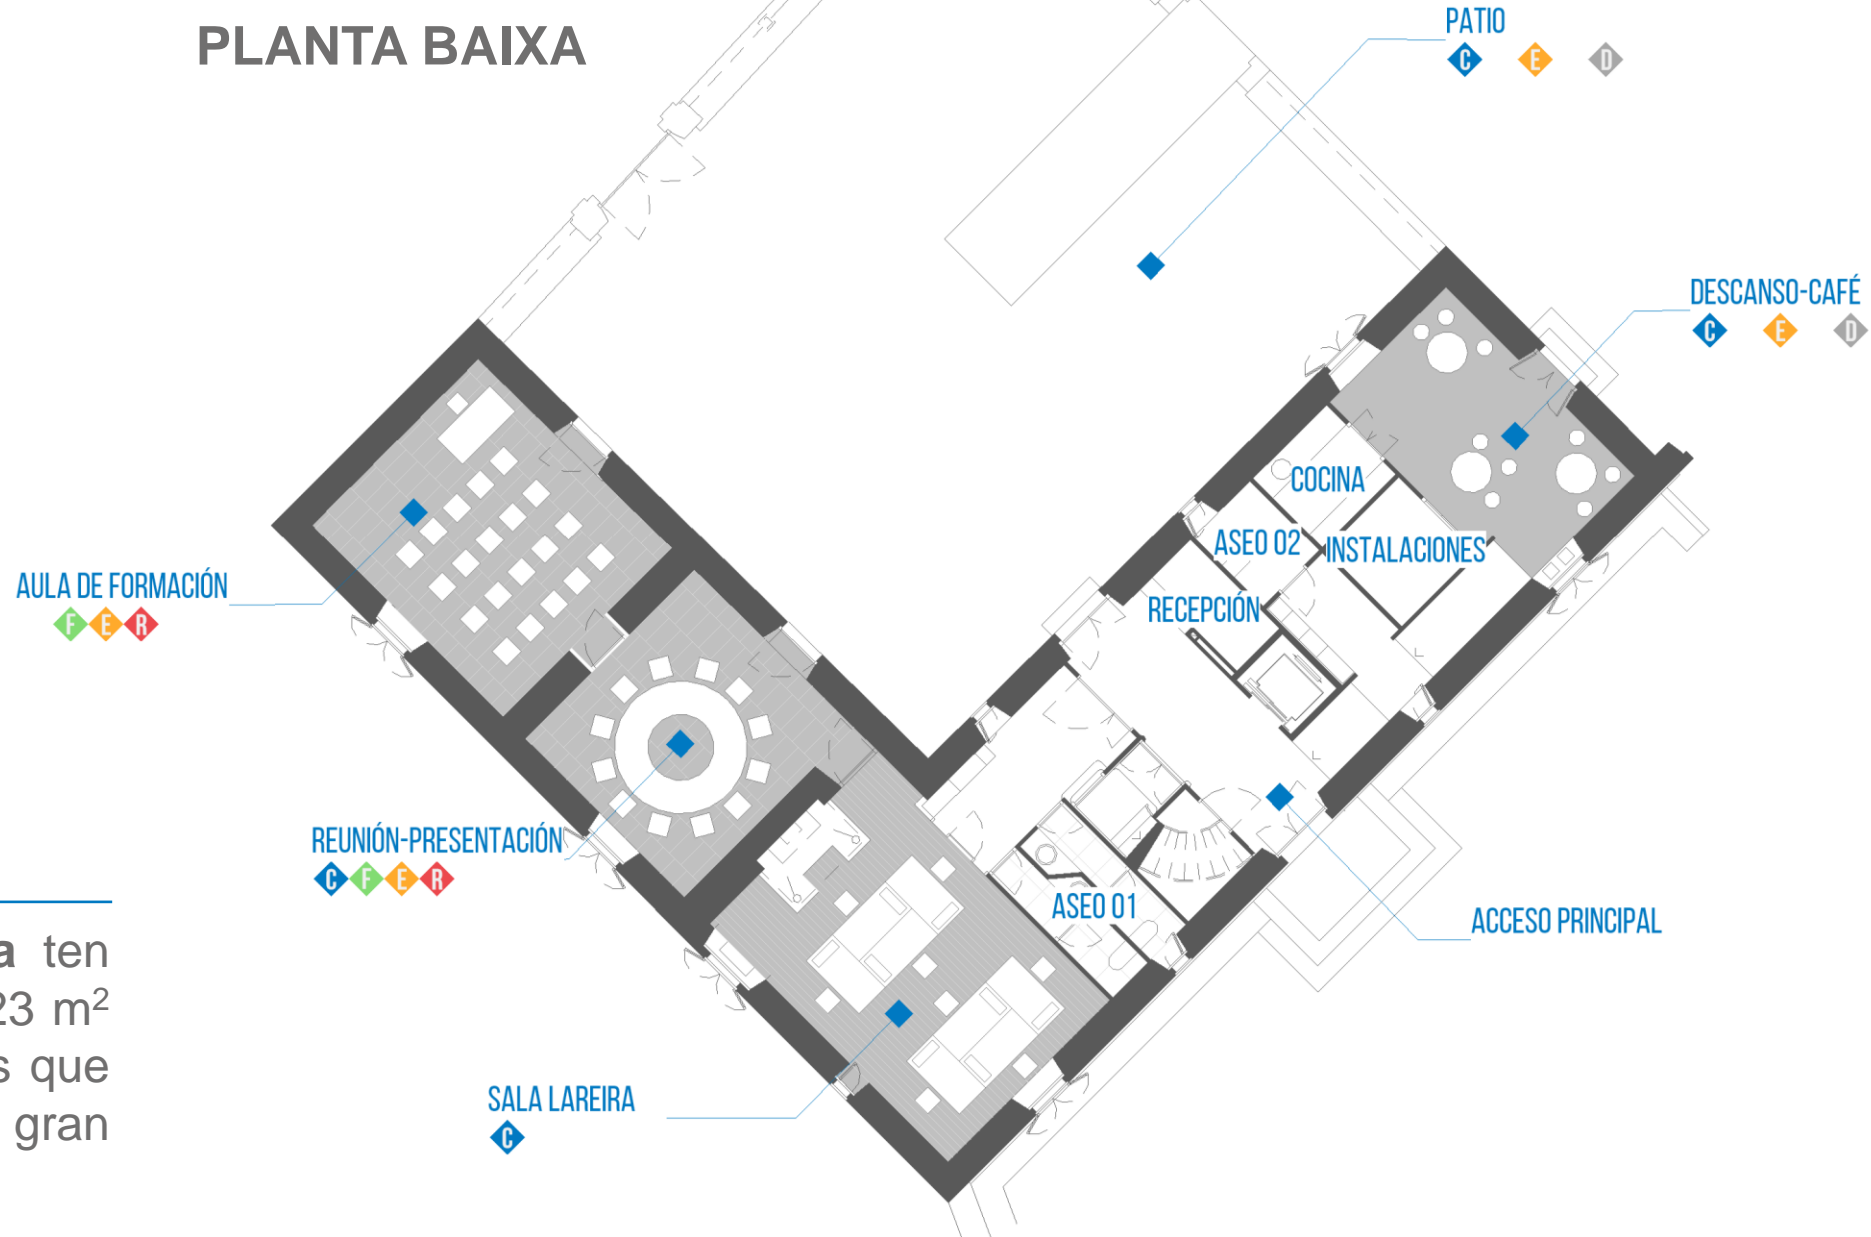 PLANTA BAIXA
PATIO
C E D
DESCANSO-CAFÉ
C E D
COCINA
ASEO 02
INSTALACIONES
RECEPCIÓN
AULA DE FORMACIÓN
F E R
REUNIÓN-PRESENTACIÓN
C F E R
ASEO 01
ACCESO PRINCIPAL
SALA LAREIRA
C
a ten
23 m²
s que
gran